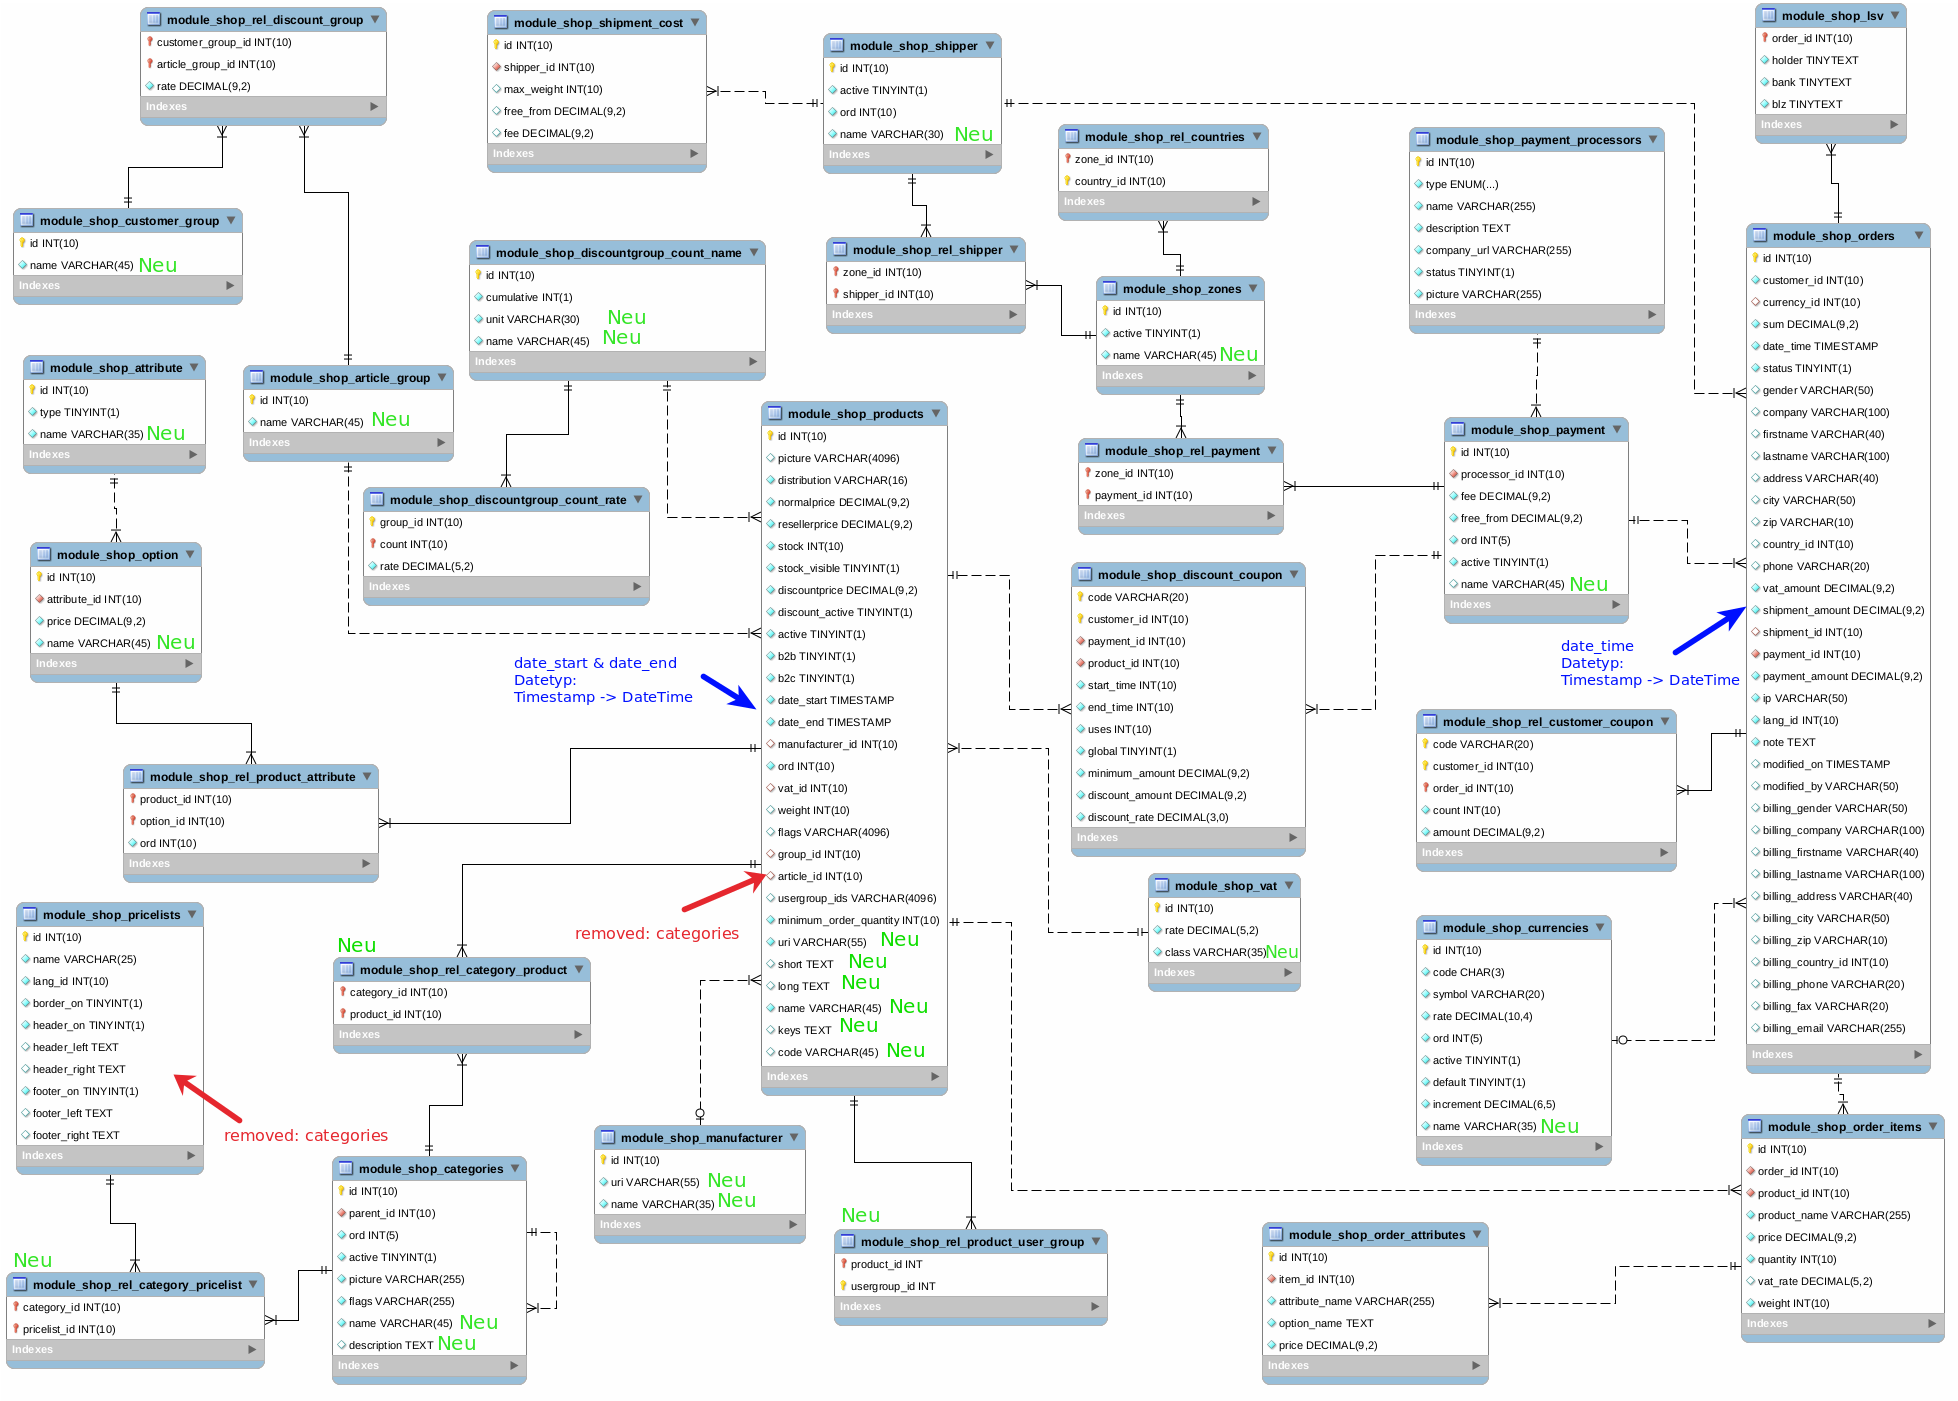 module_shop_rel_discount_group
customer_group_id INT(10)
article_group_id INT(10)
rate DECIMAL(9,2)
Indexes
module_shop_shipment_cost
id INT(10)
shipper_id INT(10)
max_weight INT(10)
free_from DECIMAL(9,2)
fee DECIMAL(9,2)
Indexes
module_shop_shipper
id INT(10)
active TINYINT(1)
ord INT(10)
name VARCHAR(30) Neu
Indexes
module_shop_lsv
order_id INT(10)
holder TINYTEXT
bank TINYTEXT
blz TINYTEXT
Indexes
module_shop_rel_countries
zone_id INT(10)
country_id INT(10)
Indexes
module_shop_payment_processors
id INT(10)
type ENUM(...)
name VARCHAR(255)
description TEXT
company_url VARCHAR(255)
status TINYINT(1)
picture VARCHAR(255)
Indexes
module_shop_customer_group
id INT(10)
name VARCHAR(45) Neu
Indexes
module_shop_discountgroup_count_name
id INT(10)
cumulative INT(1)
unit VARCHAR(30) Neu
name VARCHAR(45) Neu
Indexes
module_shop_rel_shipper
zone_id INT(10)
shipper_id INT(10)
Indexes
module_shop_zones
id INT(10)
active TINYINT(1)
name VARCHAR(45) Neu
Indexes
module_shop_orders
id INT(10)
customer_id INT(10)
currency_id INT(10)
sum DECIMAL(9,2)
date_time TIMESTAMP
status TINYINT(1)
gender VARCHAR(50)
company VARCHAR(100)
firstname VARCHAR(40)
lastname VARCHAR(100)
address VARCHAR(40)
city VARCHAR(50)
zip VARCHAR(10)
country_id INT(10)
phone VARCHAR(20)
vat_amount DECIMAL(9,2)
shipment_amount DECIMAL(9,2)
shipment_id INT(10)
payment_id INT(10)
payment_amount DECIMAL(9,2)
ip VARCHAR(50)
lang_id INT(10)
note TEXT
modified_on TIMESTAMP
modified_by VARCHAR(50)
billing_gender VARCHAR(50)
billing_company VARCHAR(100)
billing_firstname VARCHAR(40)
billing_lastname VARCHAR(100)
billing_address VARCHAR(40)
billing_city VARCHAR(50)
billing_zip VARCHAR(10)
billing_country_id INT(10)
billing_phone VARCHAR(20)
billing_fax VARCHAR(20)
billing_email VARCHAR(255)
Indexes
module_shop_attribute
id INT(10)
type TINYINT(1)
name VARCHAR(35) Neu
Indexes
module_shop_article_group
id INT(10)
name VARCHAR(45) Neu
Indexes
module_shop_products
id INT(10)
picture VARCHAR(4096)
distribution VARCHAR(16)
normalprice DECIMAL(9,2)
resellerprice DECIMAL(9,2)
stock INT(10)
stock_visible TINYINT(1)
discountprice DECIMAL(9,2)
discount_active TINYINT(1)
active TINYINT(1)
b2b TINYINT(1)
b2c TINYINT(1)
date_start TIMESTAMP
date_end TIMESTAMP
manufacturer_id INT(10)
ord INT(10)
vat_id INT(10)
weight INT(10)
flags VARCHAR(4096)
group_id INT(10)
article_id INT(10)
usergroup_ids VARCHAR(4096)
minimum_order_quantity INT(10)
uri VARCHAR(55) Neu
short TEXT Neu
long TEXT Neu
name VARCHAR(45) Neu
keys TEXT Neu
code VARCHAR(45) Neu
Indexes
module_shop_rel_payment
zone_id INT(10)
payment_id INT(10)
Indexes
module_shop_payment
id INT(10)
processor_id INT(10)
fee DECIMAL(9,2)
free_from DECIMAL(9,2)
ord INT(5)
active TINYINT(1)
name VARCHAR(45) Neu
Indexes
module_shop_discountgroup_count_rate
group_id INT(10)
count INT(10)
rate DECIMAL(5,2)
Indexes
module_shop_option
id INT(10)
attribute_id INT(10)
price DECIMAL(9,2)
name VARCHAR(45) Neu
Indexes
module_shop_discount_coupon
code VARCHAR(20)
customer_id INT(10)
payment_id INT(10)
product_id INT(10)
start_time INT(10)
end_time INT(10)
uses INT(10)
global TINYINT(1)
minimum_amount DECIMAL(9,2)
discount_amount DECIMAL(9,2)
discount_rate DECIMAL(3,0)
Indexes
date_start & date_end
Datetyp:
Timestamp -> DateTime
date_time
Datetyp:
Timestamp -> DateTime
module_shop_rel_customer_coupon
code VARCHAR(20)
customer_id INT(10)
order_id INT(10)
count INT(10)
amount DECIMAL(9,2)
Indexes
module_shop_rel_product_attribute
product_id INT(10)
option_id INT(10)
ord INT(10)
Indexes
module_shop_vat
id INT(10)
rate DECIMAL(5,2)
class VARCHAR(35) Neu
Indexes
module_shop_pricelists
id INT(10)
name VARCHAR(25)
lang_id INT(10)
border_on TINYINT(1)
header_on TINYINT(1)
header_left TEXT
header_right TEXT
footer_on TINYINT(1)
footer_left TEXT
footer_right TEXT
Indexes
removed: categories
removed: categories
Neu
module_shop_rel_category_product
category_id INT(10)
product_id INT(10)
Indexes
module_shop_currencies
id INT(10)
code CHAR(3)
symbol VARCHAR(20)
rate DECIMAL(10,4)
ord INT(5)
active TINYINT(1)
default TINYINT(1)
increment DECIMAL(6,5)
name VARCHAR(35) Neu
Indexes
module_shop_manufacturer
id INT(10)
uri VARCHAR(55) Neu
name VARCHAR(35) Neu
Indexes
module_shop_order_items
id INT(10)
order_id INT(10)
product_id INT(10)
product_name VARCHAR(255)
price DECIMAL(9,2)
quantity INT(10)
vat_rate DECIMAL(5,2)
weight INT(10)
Indexes
module_shop_categories
id INT(10)
parent_id INT(10)
ord INT(5)
active TINYINT(1)
picture VARCHAR(255)
flags VARCHAR(255)
name VARCHAR(45) Neu
description TEXT Neu
Indexes
Neu
module_shop_rel_product_user_group
product_id INT
usergroup_id INT
Indexes
module_shop_order_attributes
id INT(10)
item_id INT(10)
attribute_name VARCHAR(255)
option_name TEXT
price DECIMAL(9,2)
Indexes
Neu
module_shop_rel_category_pricelist
category_id INT(10)
pricelist_id INT(10)
Indexes